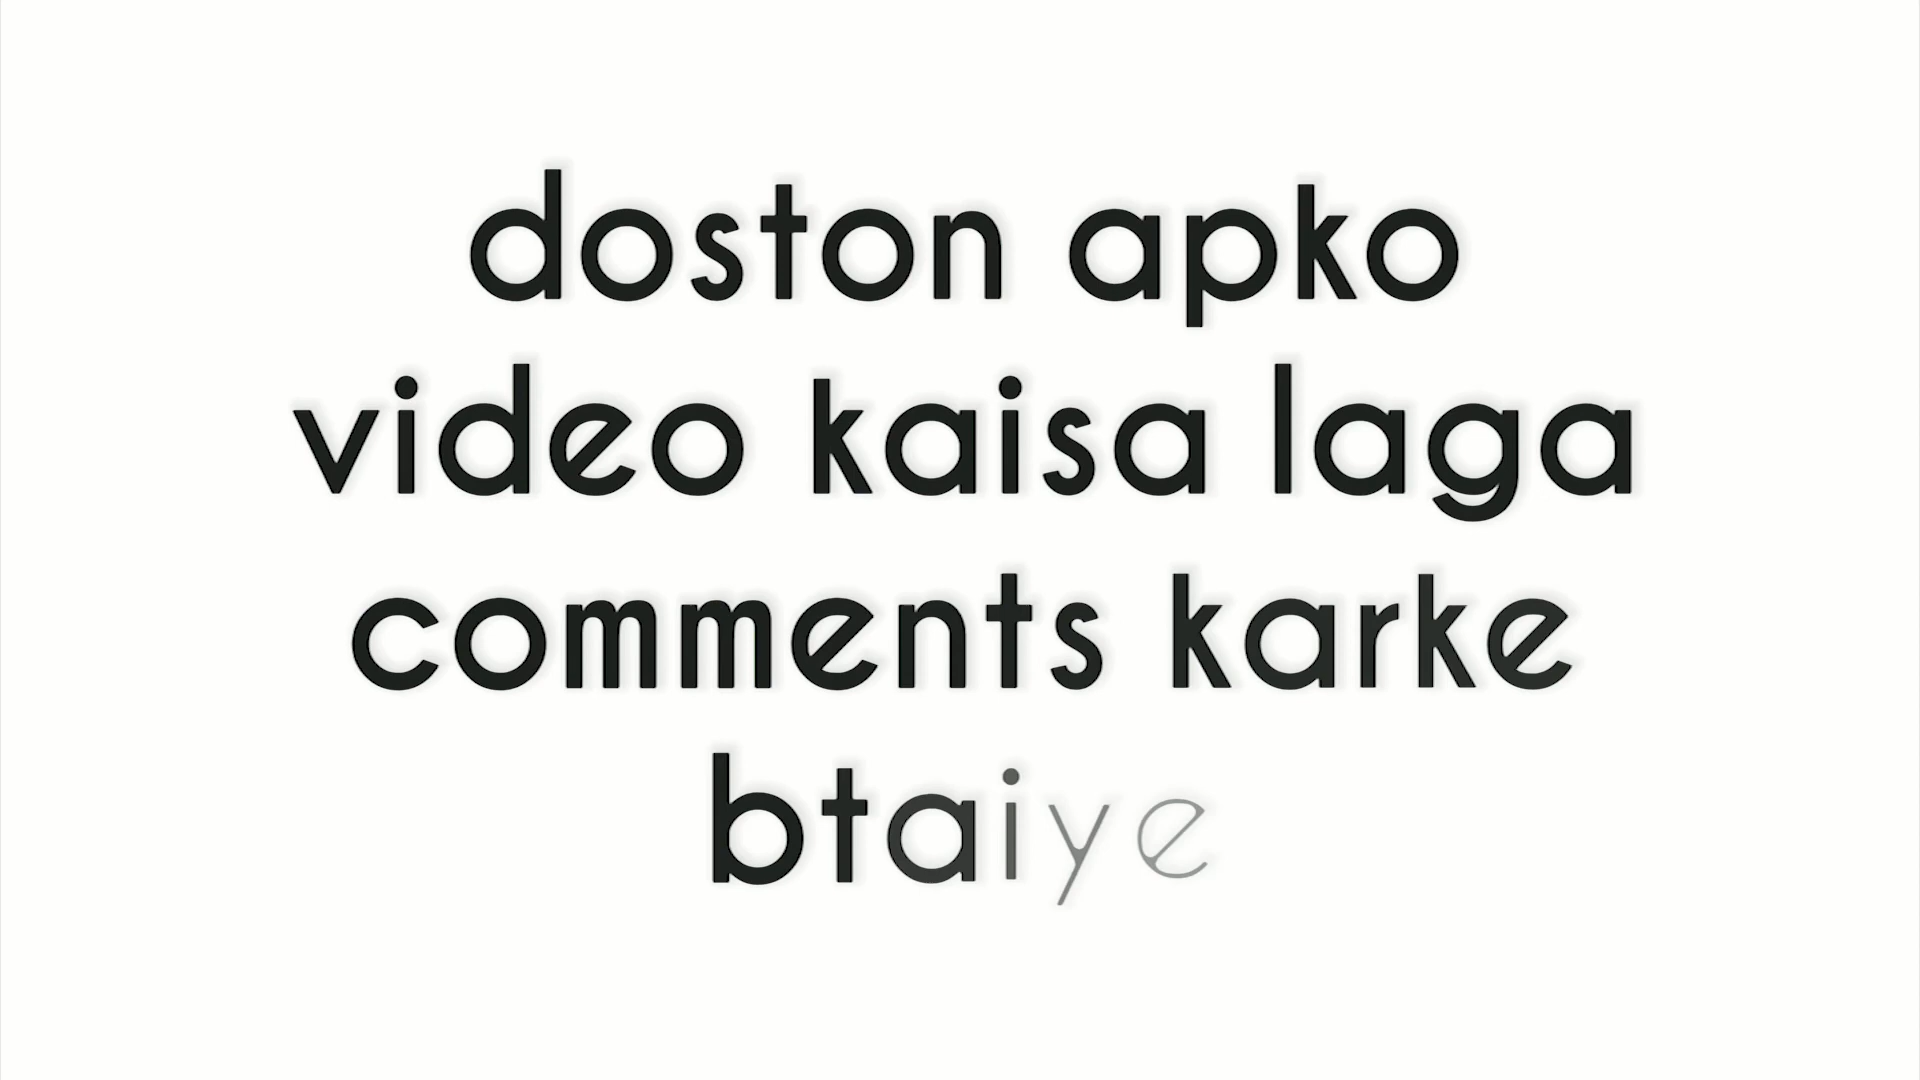 doston apko
video kaisa laga
comments karke
btaiye